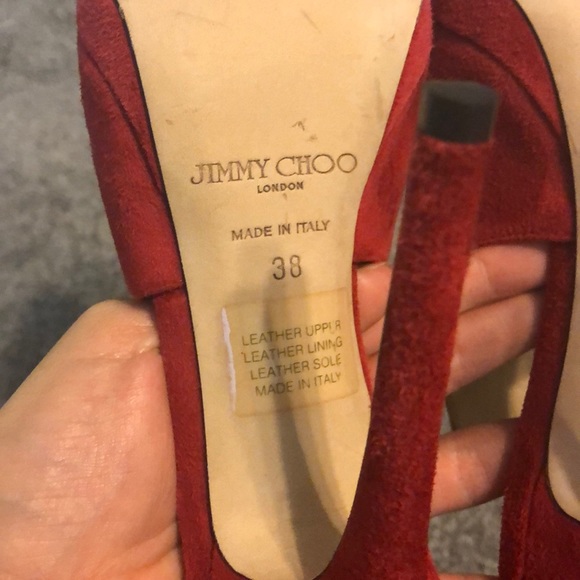 JIMMY CHOO
LONDON
MADE IN ITALY
38
LEATHER UPPER
LEATHER LINING
LEATHER SOLE
MADE IN ITALY